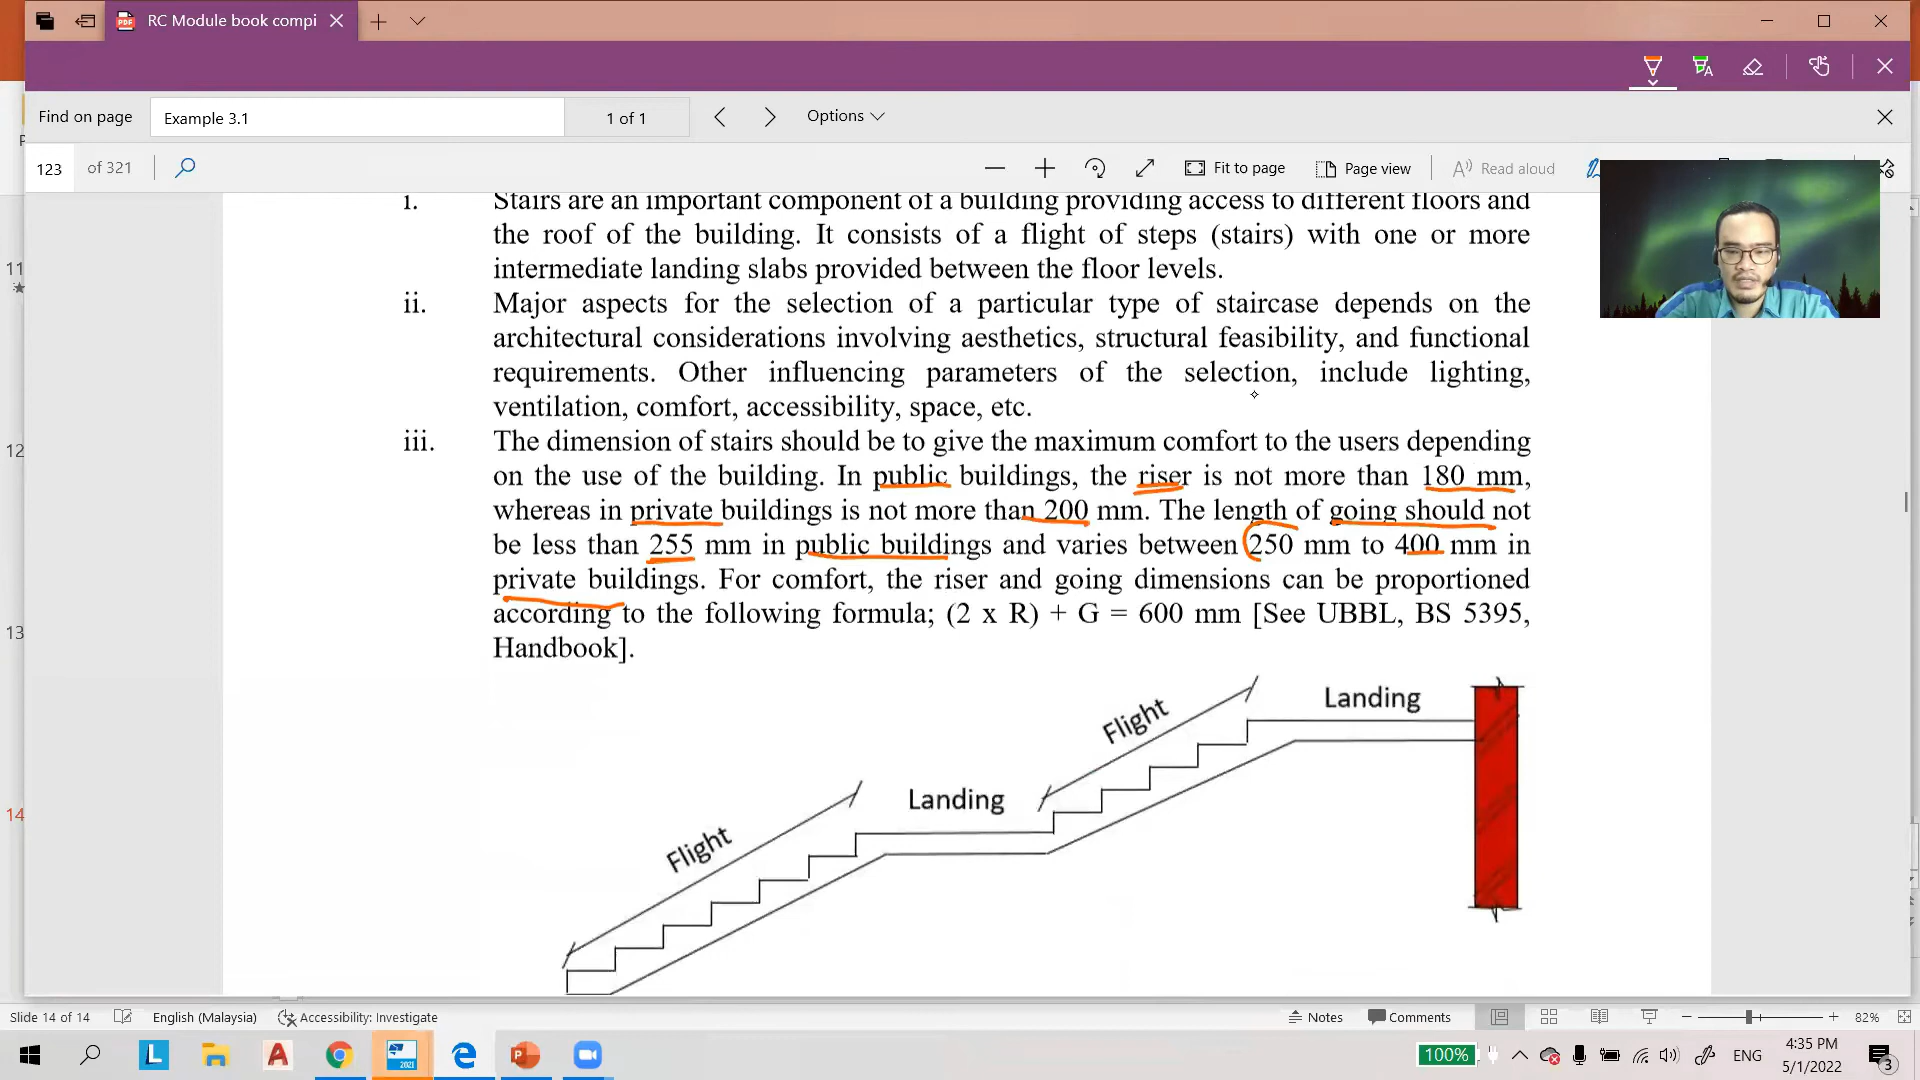 RC Module book compi
Find on page
Example 3.1
1 of 1
Options
123
of 321
Fit to page
Page view
Read aloud
i. Stairs are an important component of a building providing access to different floors and
the roof of the building. It consists of a flight of steps (stairs) with one or more
intermediate landing slabs provided between the floor levels.
ii. Major aspects for the selection of a particular type of staircase depends on the
architectural considerations involving aesthetics, structural feasibility, and functional
requirements. Other influencing parameters of the selection, include lighting,
ventilation, comfort, accessibility, space, etc.
iii. The dimension of stairs should be to give the maximum comfort to the users depending
on the use of the building. In public buildings, the riser is not more than 180 mm,
whereas in private buildings is not more than 200 mm. The length of going should not
be less than 255 mm in public buildings and varies between 250 mm to 400 mm in
private buildings. For comfort, the riser and going dimensions can be proportioned
according to the following formula; (2 x R) + G = 600 mm [See UBBL, BS 5395,
Handbook].
Flight
Landing
Flight
Landing
11
12
13
14
Slide 14 of 14
English (Malaysia)
Accessibility: Investigate
Notes
Comments
82%
L
A
2021
100%
ENG
4:35 PM
5/1/2022
3